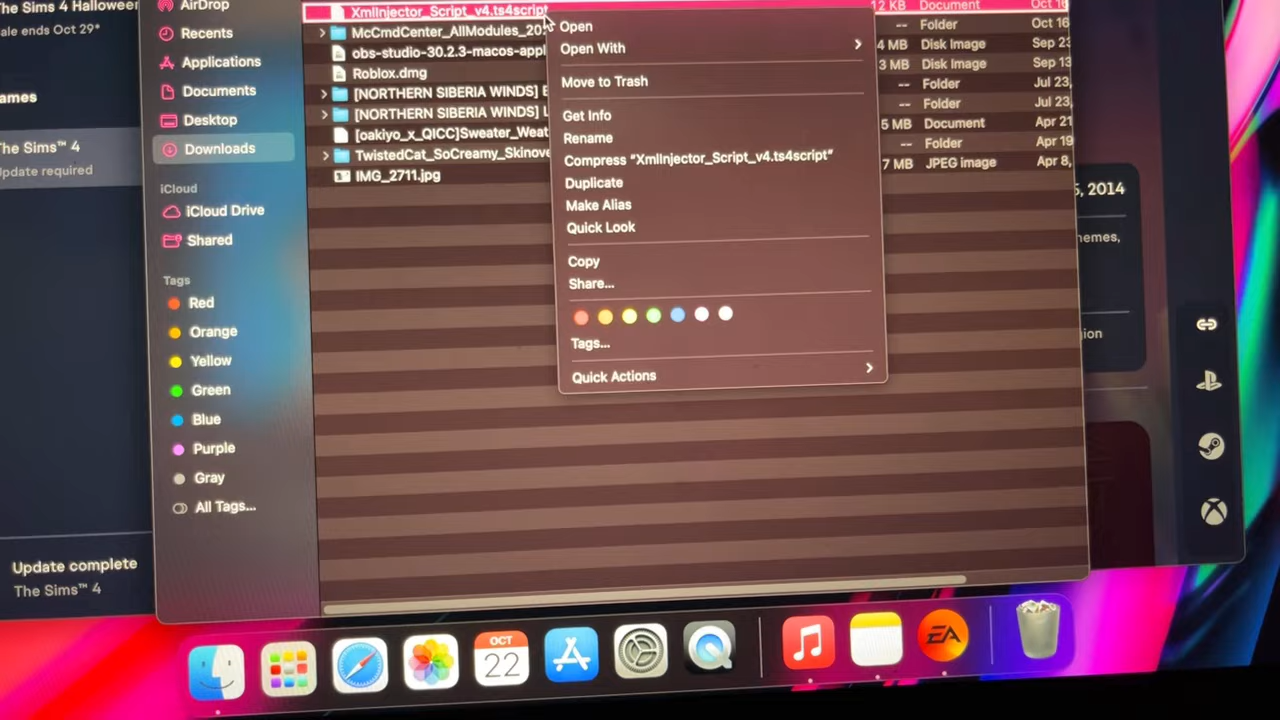 The Sims 4 Halloween
ale ends Oct 29*
ames
The Sims™ 4
pdate required
Update complete
The Sims™ 4
AirDrop
Recents
Applications
Documents
Desktop
Downloads
iCloud
iCloud Drive
Shared
Tags
Red
Orange
Yellow
Green
Blue
Purple
Gray
All Tags...
XmlInjector_Script_v4.ts4script
McCmdCenter_AllModules_20
obs-studio-30.2.3-macos-appl
Roblox.dmg
[NORTHERN SIBERIA WINDS] E
[NORTHERN SIBERIA WINDS] L
[oakiyo_x_QICC]Sweater_Weat
TwistedCat_SoCreamy_Skinove
IMG_2711.jpg
Open
Open With
Move to Trash
Get Info
Rename
Compress “XmlInjector_Script_v4.ts4script”
Duplicate
Make Alias
Quick Look
Copy
Share...
Tags...
Quick Actions
12 KB Document Oct 16
-- Folder Oct 16
4 MB Disk Image Sep 23
3 MB Disk Image Sep 13
-- Folder Jul 23,
-- Folder Jul 23,
5 MB Document Apr 21
-- Folder Apr 19
7 MB JPEG image Apr 8,
5, 2014
hemes,
gion
OCT
22
EA